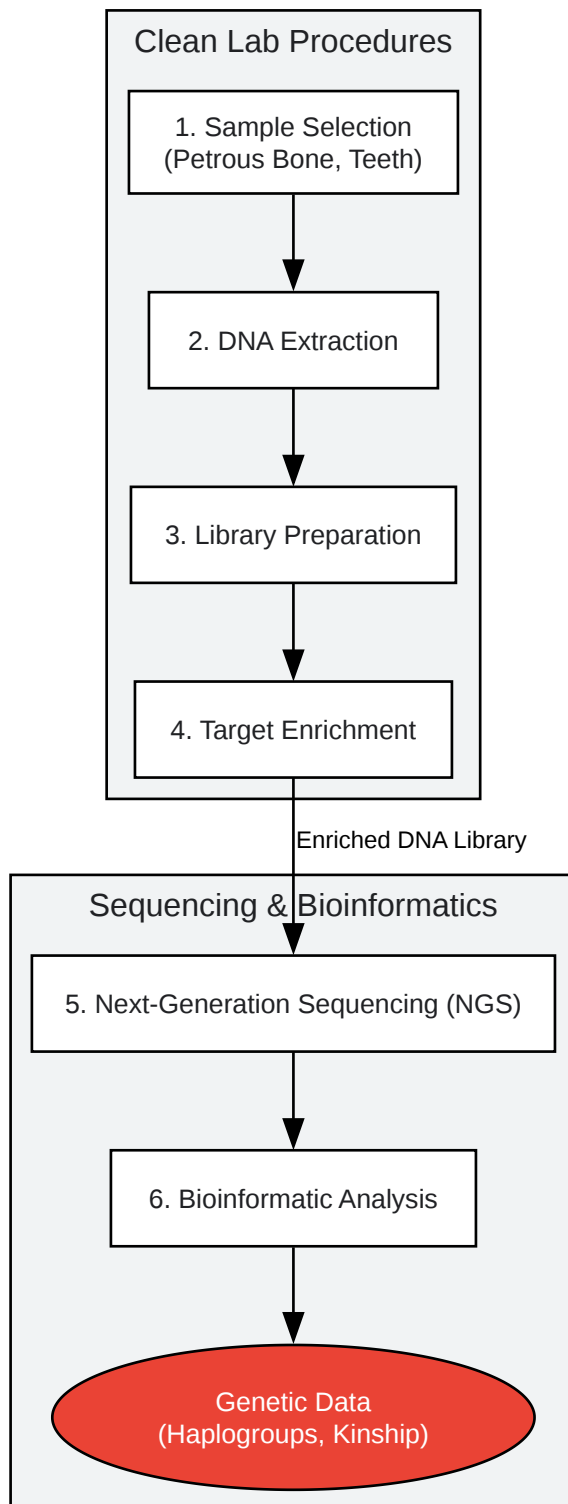 Clean Lab Procedures
1. Sample Selection
(Petrous Bone, Teeth)
2. DNA Extraction
3. Library Preparation
4. Target Enrichment
Enriched DNA Library
Sequencing & Bioinformatics
5. Next-Generation Sequencing (NGS)
6. Bioinformatic Analysis
Genetic Data
(Haplogroups, Kinship)